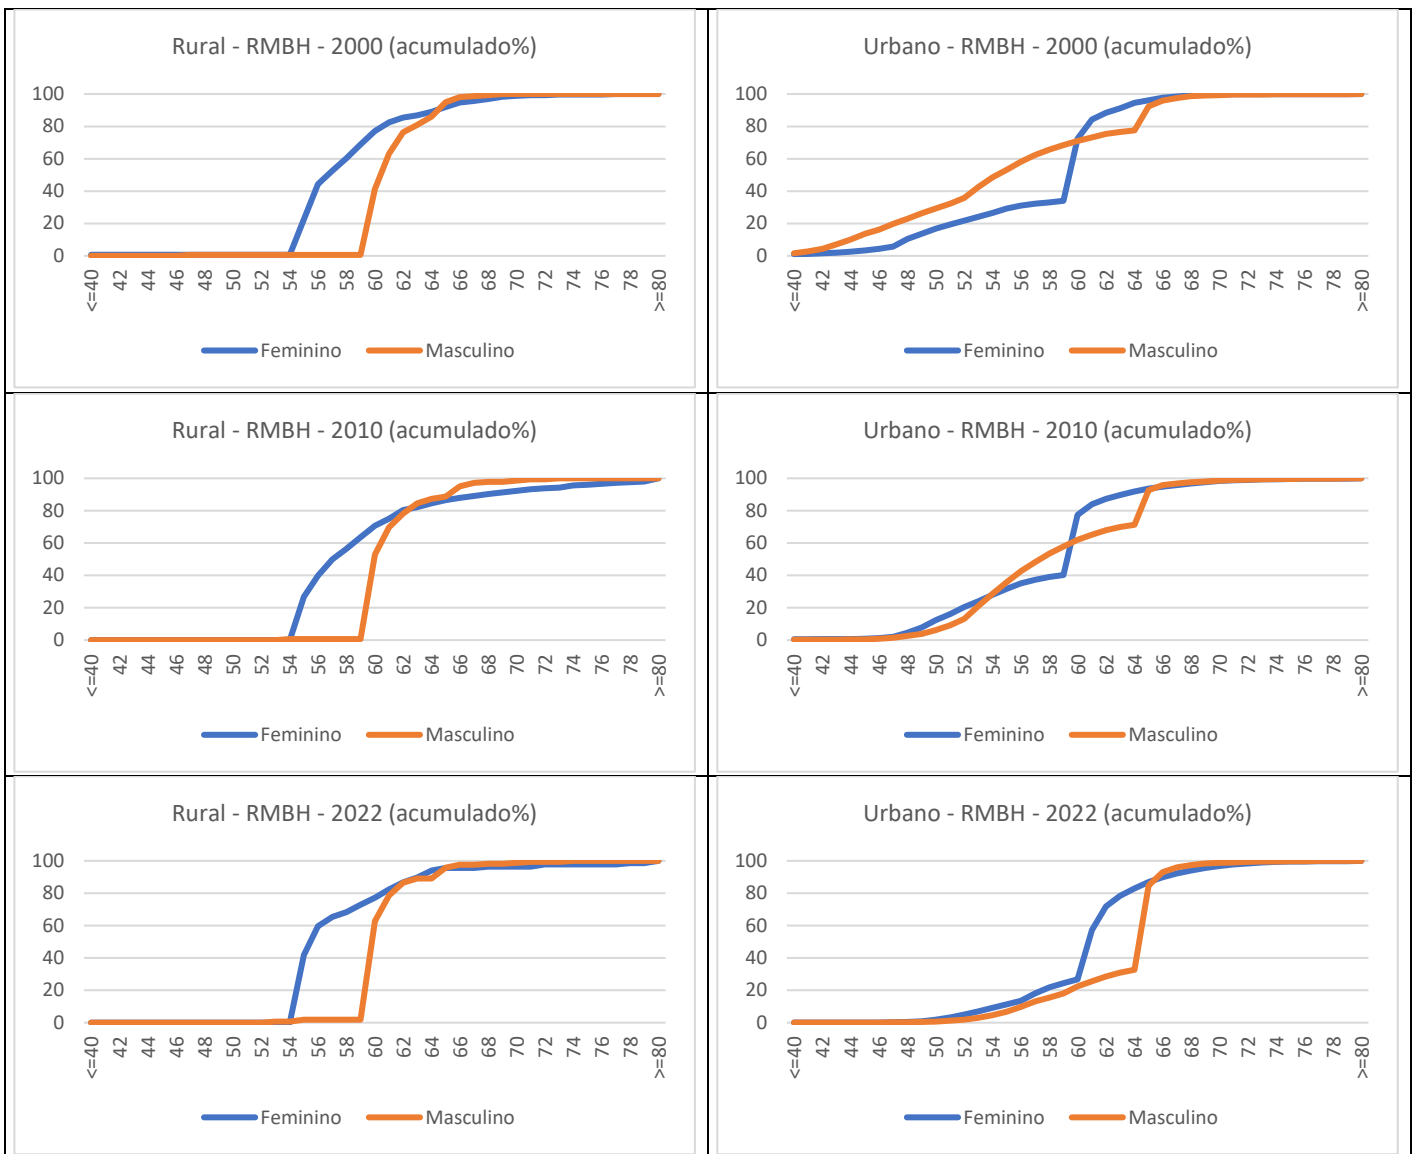 Rural - RMBH - 2000 (acumulado%)
100
80
60
40
20
0
<=40 42 44 46 48 50 52 54 56 58 60 62 64 66 68 70 72 74 76 78 >=80
Feminino Masculino
Urbano - RMBH - 2000 (acumulado%)
100
80
60
40
20
0
<=40 42 44 46 48 50 52 54 56 58 60 62 64 66 68 70 72 74 76 78 >=80
Feminino Masculino
Rural - RMBH - 2010 (acumulado%)
100
80
60
40
20
0
<=40 42 44 46 48 50 52 54 56 58 60 62 64 66 68 70 72 74 76 78 >=80
Feminino Masculino
Urbano - RMBH - 2010 (acumulado%)
100
80
60
40
20
0
<=40 42 44 46 48 50 52 54 56 58 60 62 64 66 68 70 72 74 76 78 >=80
Feminino Masculino
Rural - RMBH - 2022 (acumulado%)
100
80
60
40
20
0
<=40 42 44 46 48 50 52 54 56 58 60 62 64 66 68 70 72 74 76 78 >=80
Feminino Masculino
Urbano - RMBH - 2022 (acumulado%)
100
80
60
40
20
0
<=40 42 44 46 48 50 52 54 56 58 60 62 64 66 68 70 72 74 76 78 >=80
Feminino Masculino